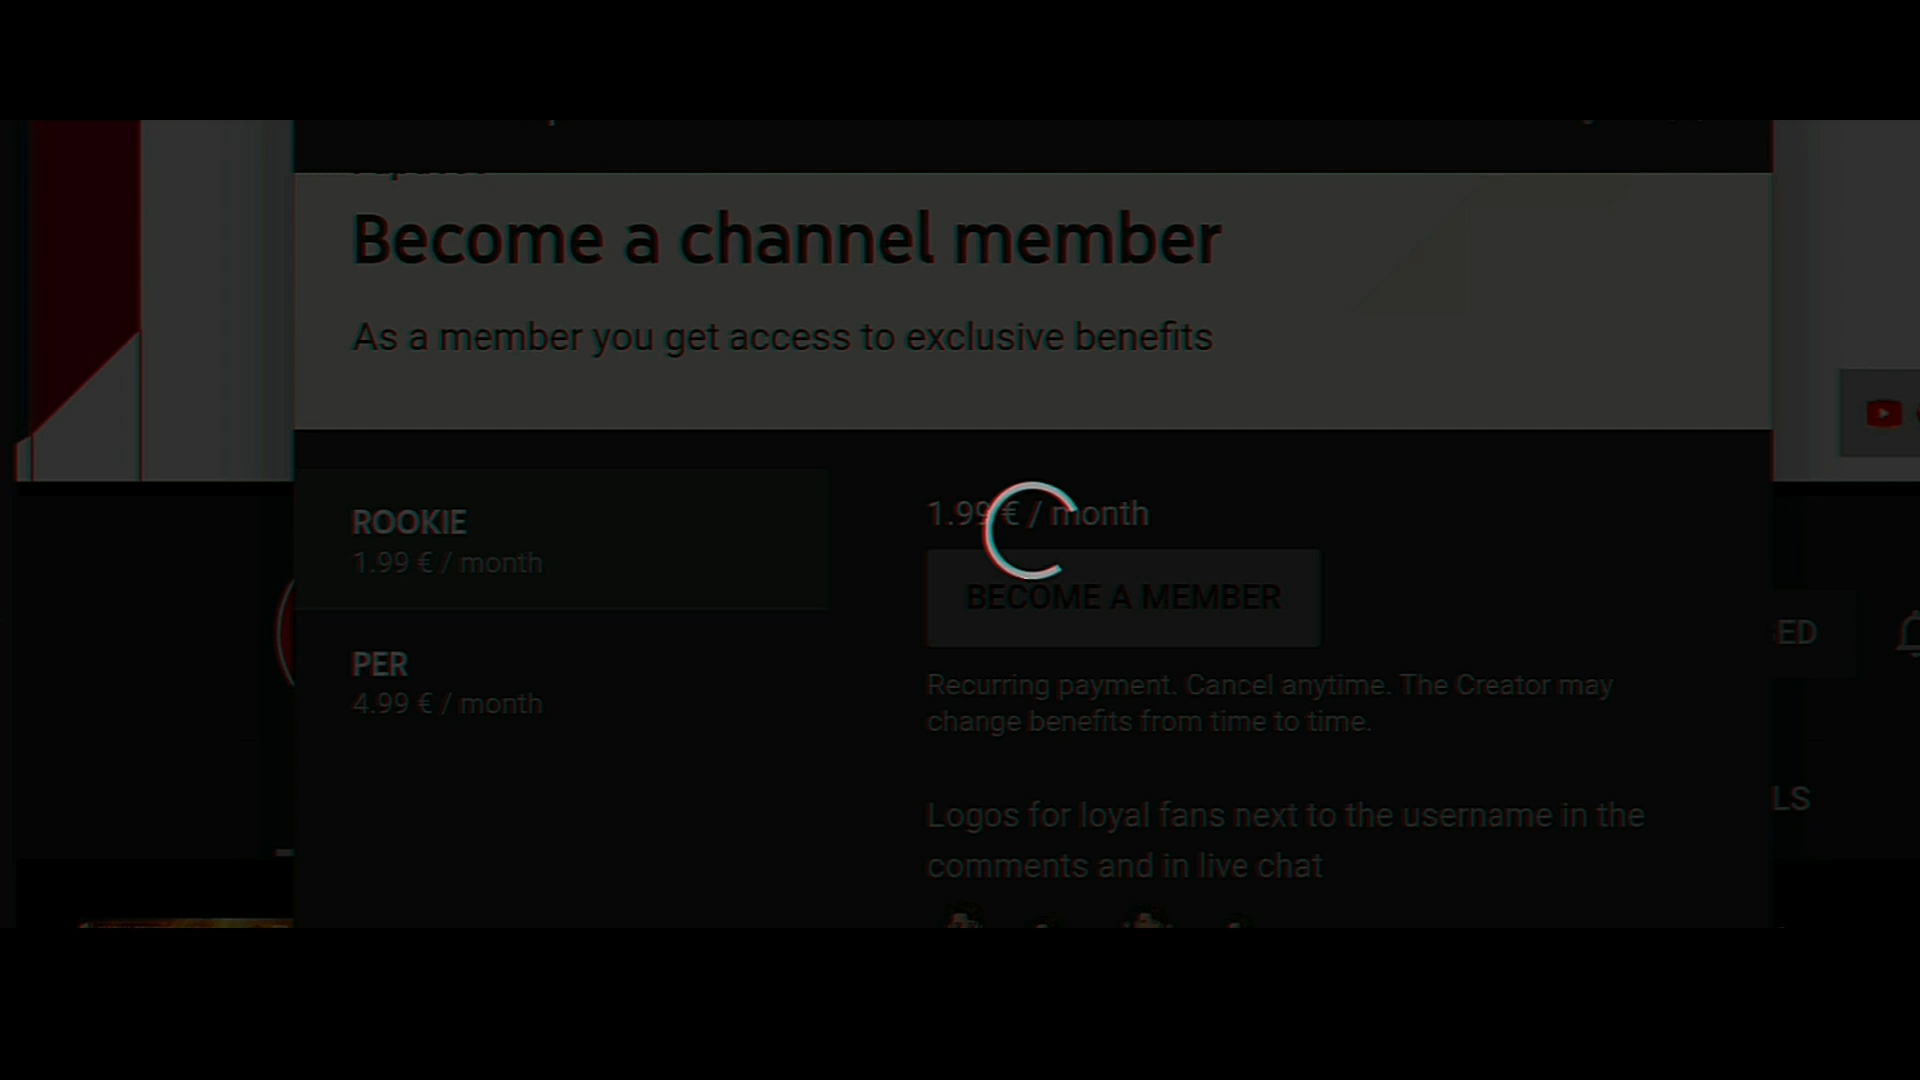 Become a channel member
As a member you get access to exclusive benefits
ROOKIE
1.99 € / month
PER
4.99 € / month
1.99 € / month
BECOME A MEMBER
Recurring payment. Cancel anytime. The Creator may
change benefits from time to time.
Logos for loyal fans next to the username in the
comments and in live chat